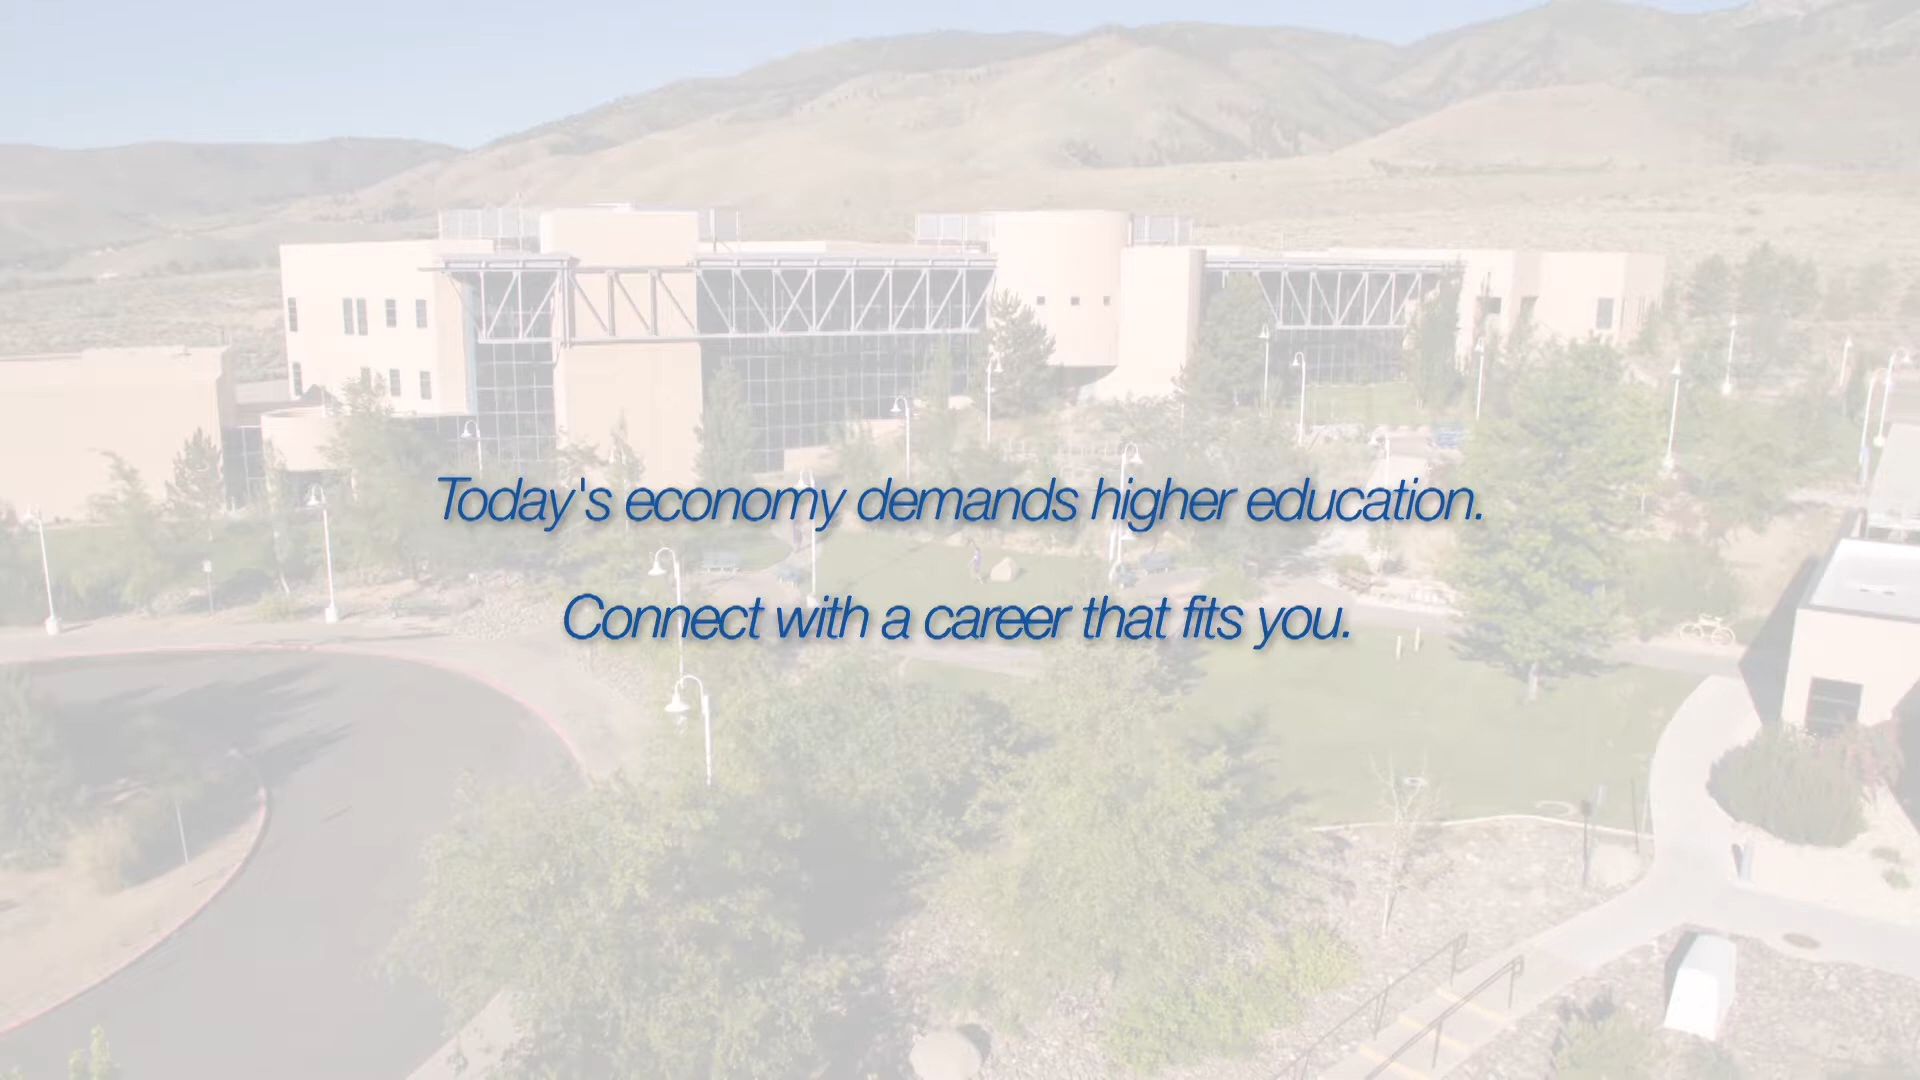 Today's economy demands higher education.
Connect with a career that fits you.